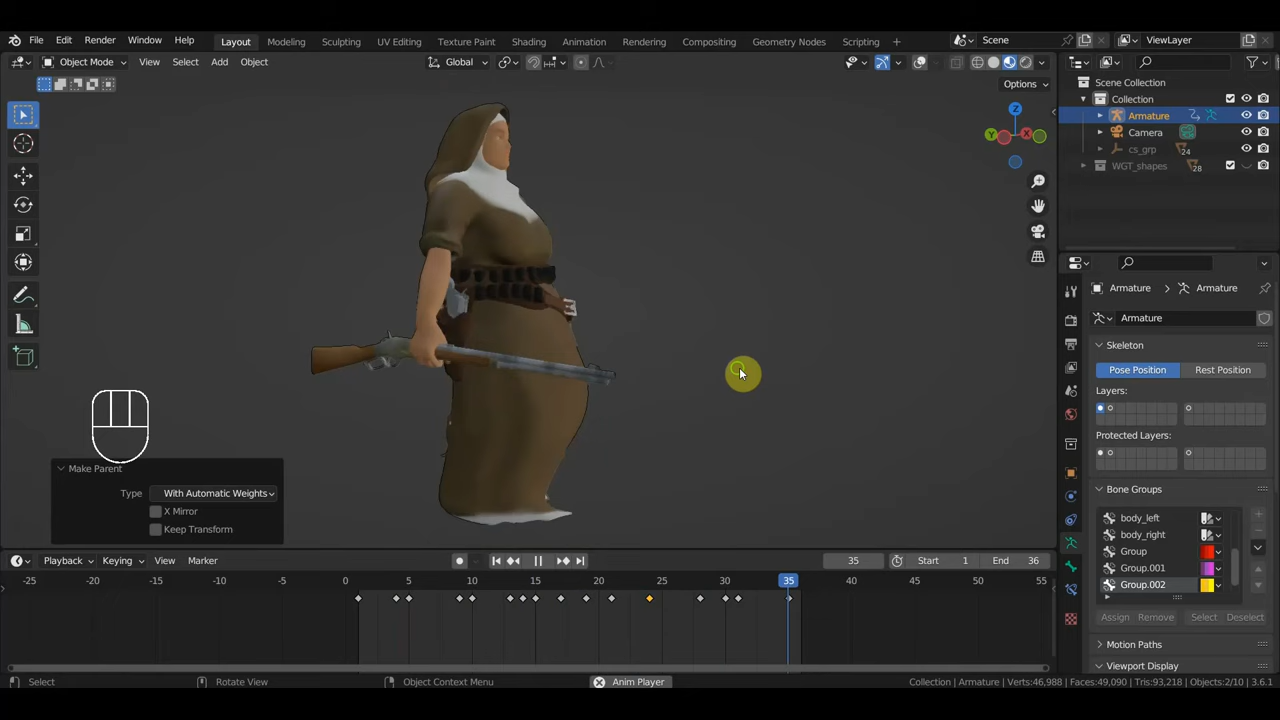 File Edit Render Window Help Layout Modeling Sculpting UV Editing Texture Paint Shading Animation Rendering Compositing Geometry Nodes Scripting + Scene ViewLayer
Object Mode View Select Add Object Global
Options
Scene Collection
Collection
Armature
Camera
cs_grp 24
WGT_shapes 28
X
Y
Z
Armature > Armature
Armature
Skeleton
Pose Position Rest Position
Layers:
Protected Layers:
Bone Groups
body_left
body_right
Group
Group.001
Group.002
Assign Remove Select Deselect
Motion Paths
Viewport Display
Make Parent
Type With Automatic Weights
X Mirror
Keep Transform
Playback Keying View Marker 35 Start 1 End 36
-25 -20 -15 -10 -5 0 5 10 15 20 25 30 35 40 45 50 55
Select Rotate View Object Context Menu Anim Player Collection | Armature | Verts:46,988 | Faces:49,090 | Tris:93,218 | Objects:2/10 | 3.6.1